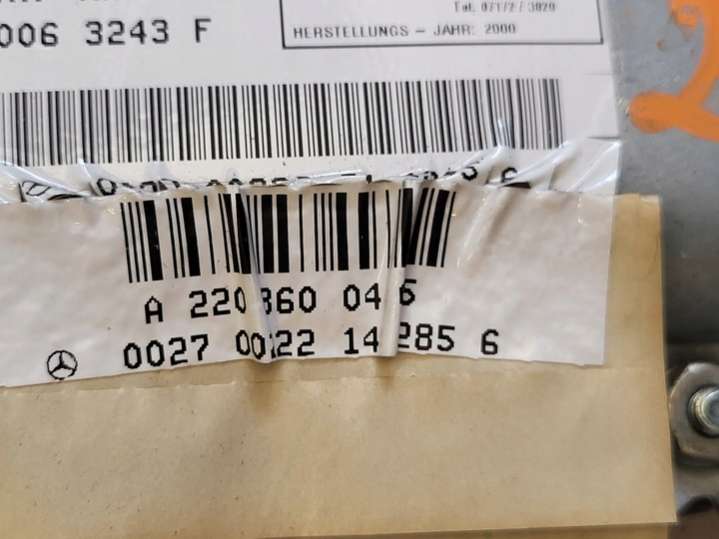 Tel. 07172 / 3020
006 3243 F
HERSTELLUNGS - JAHR: 2000
A 220 860 04 6
0027 0022 14 285 6